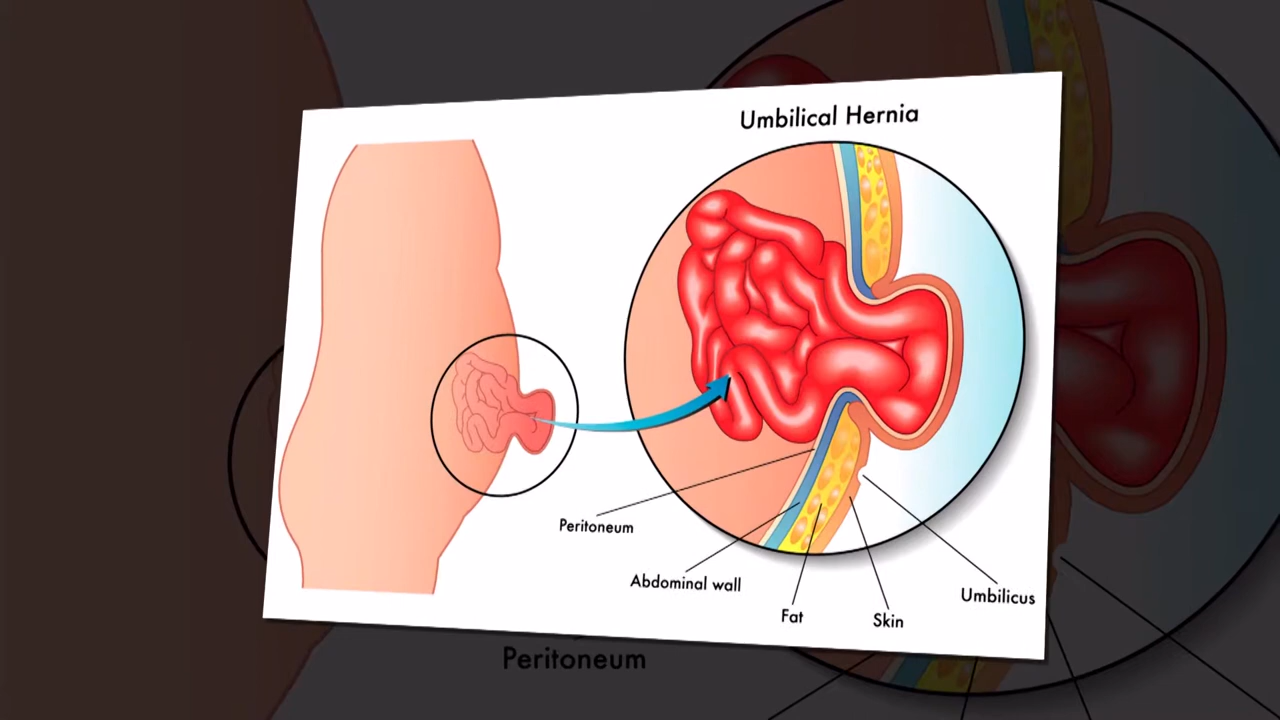 Umbilical Hernia
Peritoneum
Abdominal wall
Fat
Skin
Umbilicus
Peritoneum